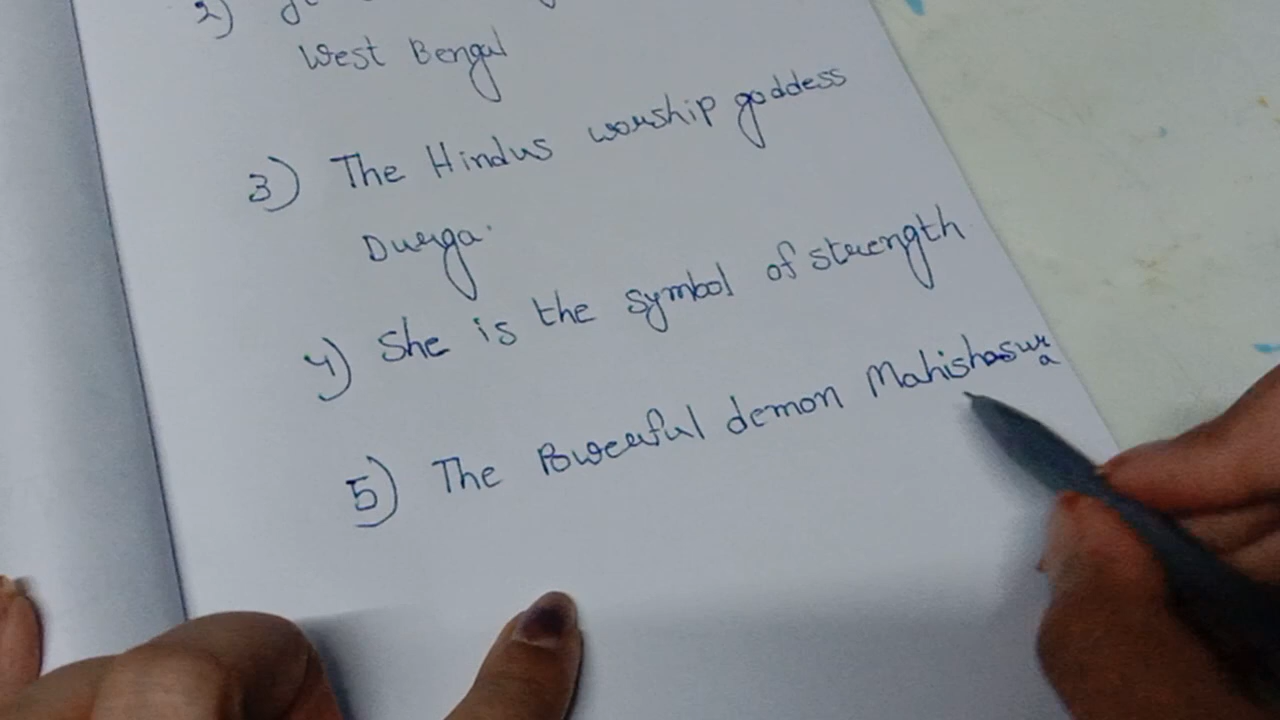 2)
West Bengal
3) The Hindus worship goddess
Durga.
4) She is the symbol of strength
5) The Powerful demon Mahishasura